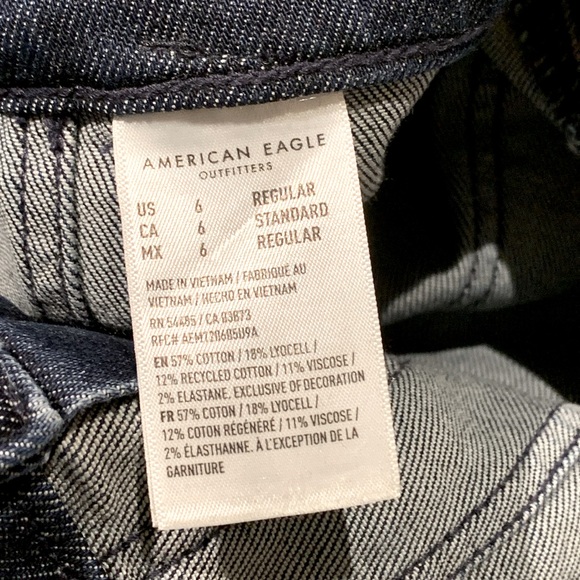 AMERICAN EAGLE
OUTFITTERS
US 6 REGULAR
CA 6 STANDARD
MX 6 REGULAR
MADE IN VIETNAM / FABRIQUÉ AU
VIETNAM / HECHO EN VIETNAM
RN 54485 / CA 03673
RFC# AEM720605U9A
EN 57% COTTON / 18% LYOCELL /
12% RECYCLED COTTON / 11% VISCOSE /
2% ELASTANE. EXCLUSIVE OF DECORATION
FR 57% COTON / 18% LYOCELL /
12% COTON RÉGÉNÉRÉ / 11% VISCOSE /
2% ÉLASTHANNE. À L'EXCEPTION DE LA
GARNITURE